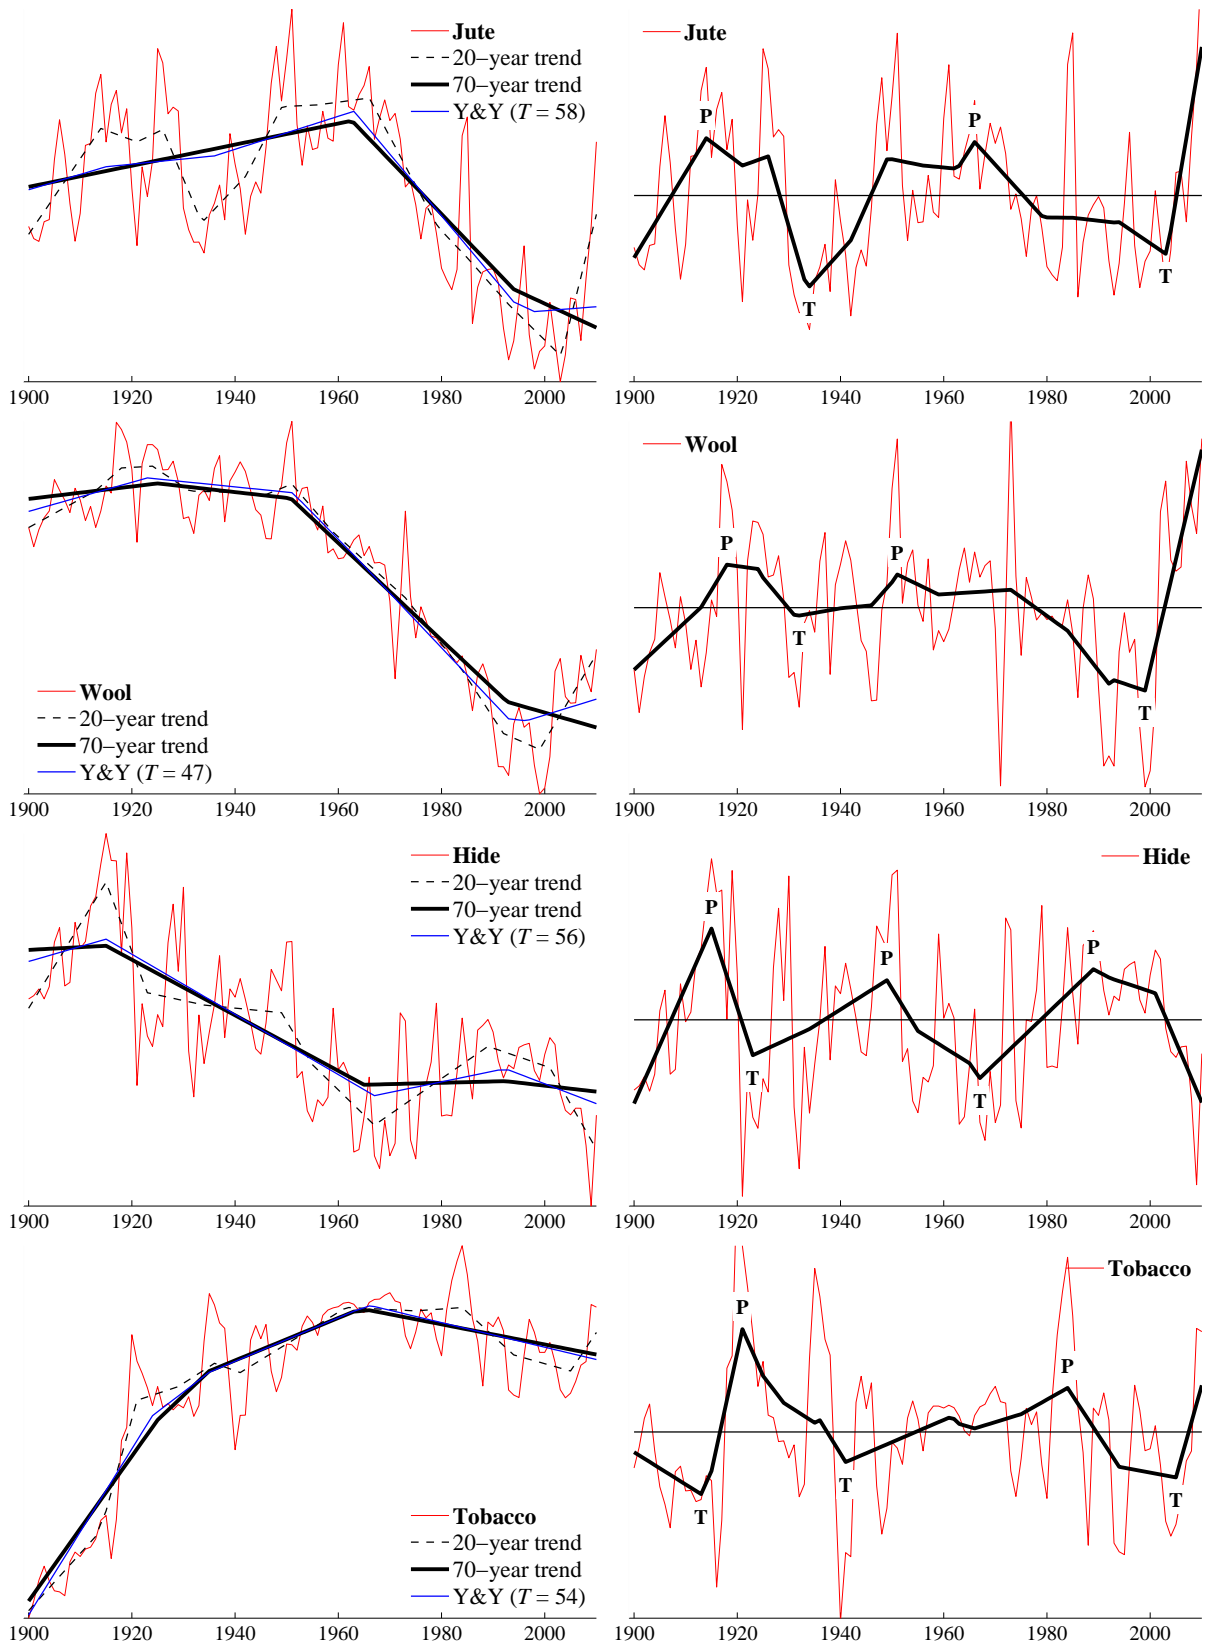 Jute
20−year trend
70−year trend
Y&Y (T = 58)
1900 1920 1940 1960 1980 2000
Jute
P
P
T
T
1900 1920 1940 1960 1980 2000
Wool
20−year trend
70−year trend
Y&Y (T = 47)
1900 1920 1940 1960 1980 2000
Wool
P
P
T
T
1900 1920 1940 1960 1980 2000
Hide
20−year trend
70−year trend
Y&Y (T = 56)
1900 1920 1940 1960 1980 2000
Hide
P
P
P
T
T
1900 1920 1940 1960 1980 2000
Tobacco
20−year trend
70−year trend
Y&Y (T = 54)
1900 1920 1940 1960 1980 2000
Tobacco
P
P
T
T
T
1900 1920 1940 1960 1980 2000